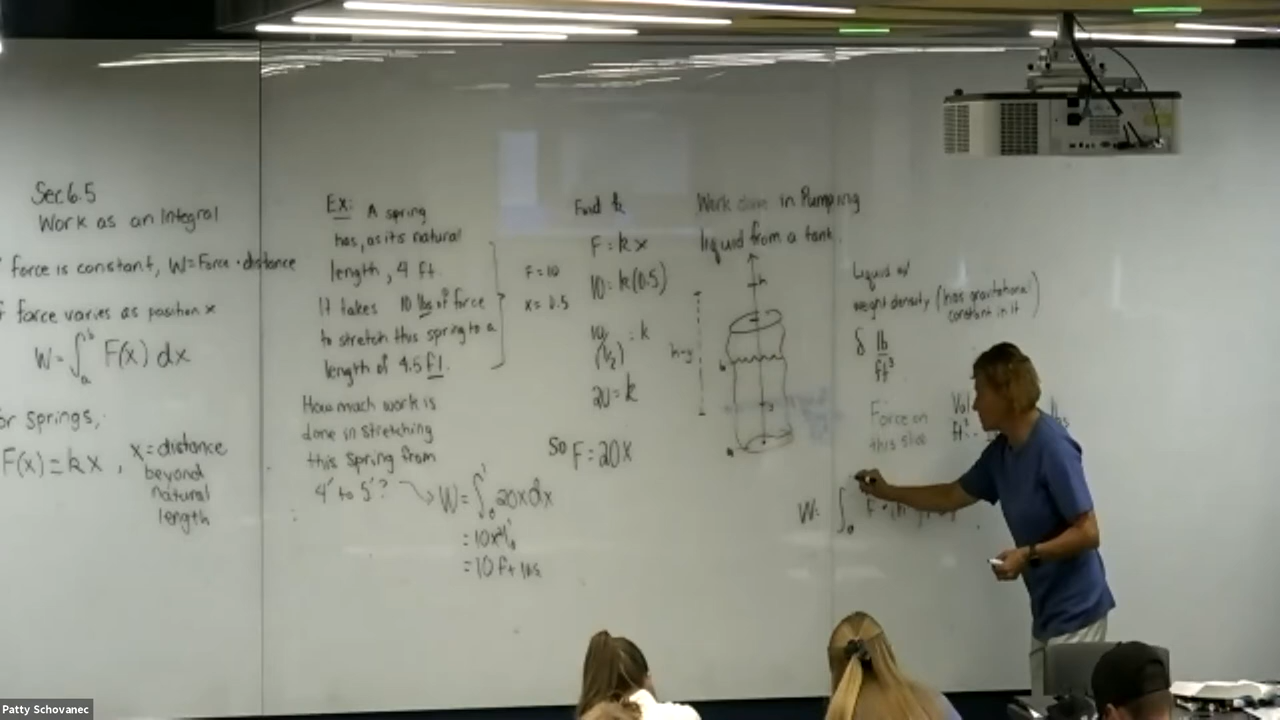 Sec 6.5
Work as an Integral
force is constant, W=Force·distance
force varies as position x
W=∫ₐᵇ F(x) dx
or springs,
F(x)=kx,
x=distance
beyond
natural
length
Ex: A spring
has, as its natural
length, 4 ft.
It takes 10 lbs of force
to stretch this spring to a
length of 4.5 ft.
F=10
x=0.5
How much work is
done in stretching
this spring from
4' to 5'?
W=∫₀¹ 20x dx
=10x²|₀¹
=10 ft lbs
Find k
F=kx
10=k(0.5)
10/(1/2)=k
20=k
So F=20x
Work done in Pumping
liquid from a tank.
h
h-y
Liquid w/
weight density (has gravitational
constant in it)
δ lb/ft³
Force on
this slice
Vol
ft³
W=∫₀
Patty Schovanec